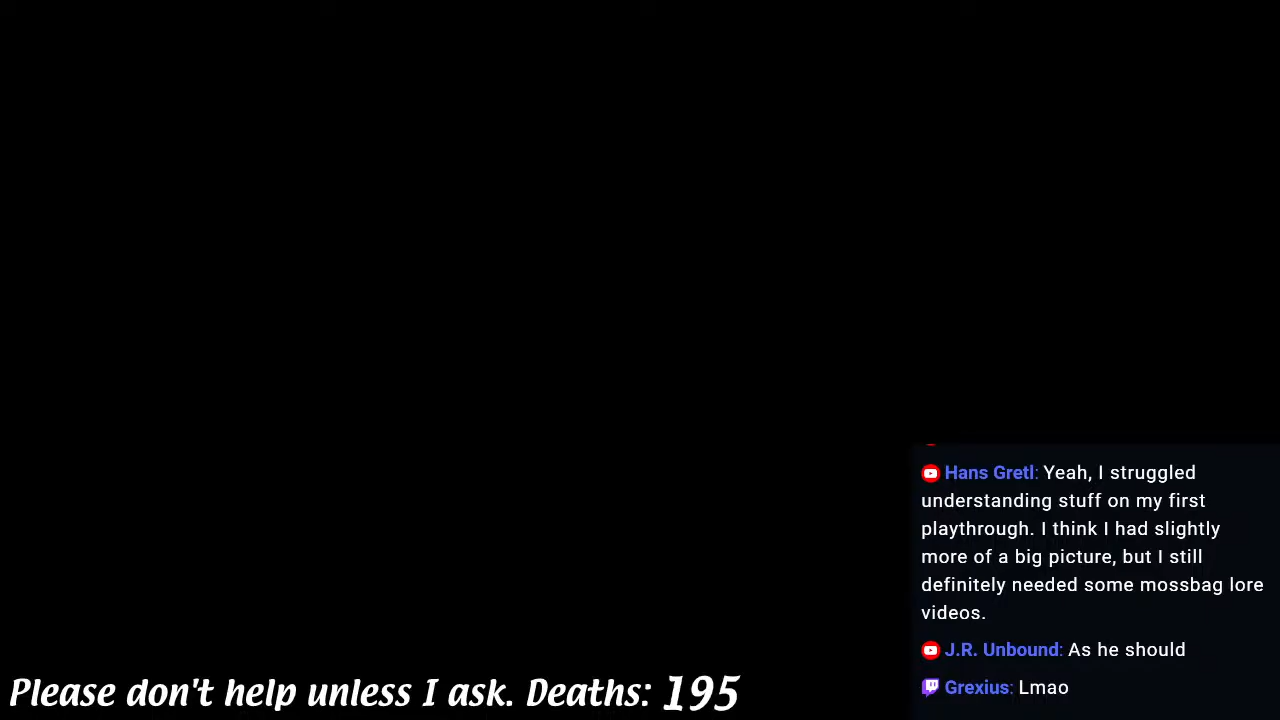 Hans Gretl: Yeah, I struggled
understanding stuff on my first
playthrough. I think I had slightly
more of a big picture, but I still
definitely needed some mossbag lore
videos.
J.R. Unbound: As he should
Grexius: Lmao
Please don't help unless I ask. Deaths: 195